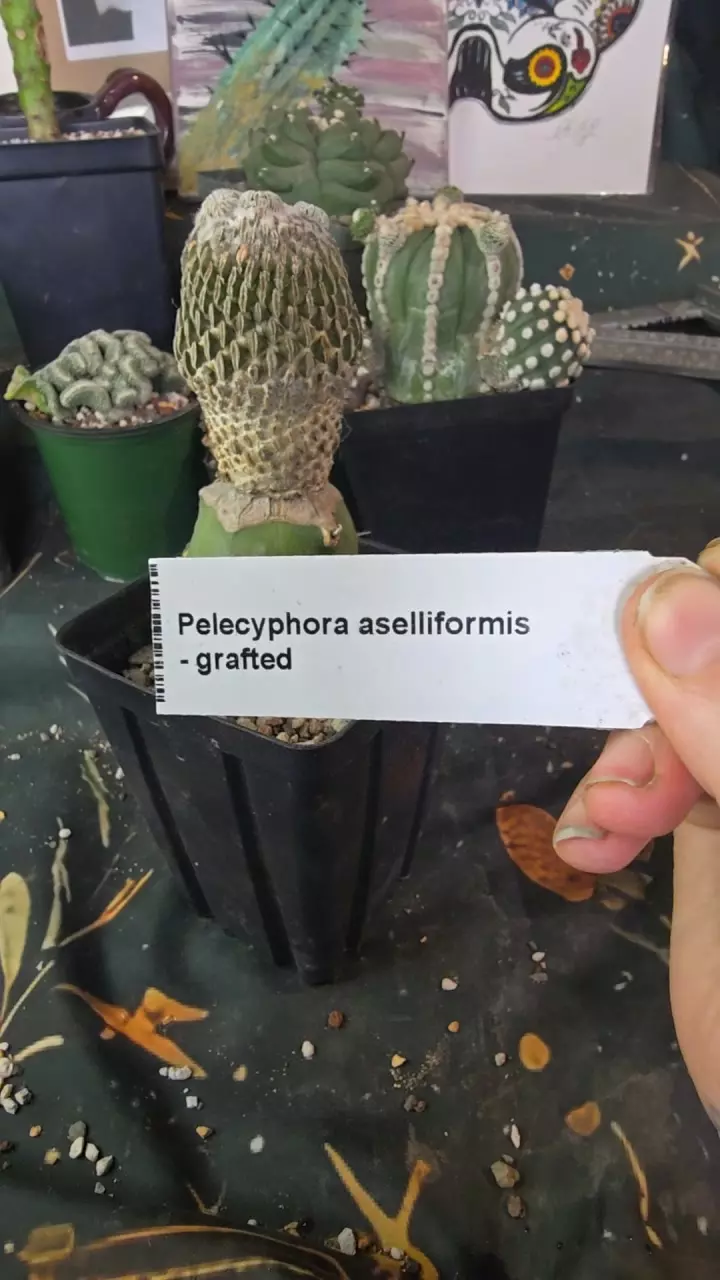 Pelecyphora aselliformis
- grafted